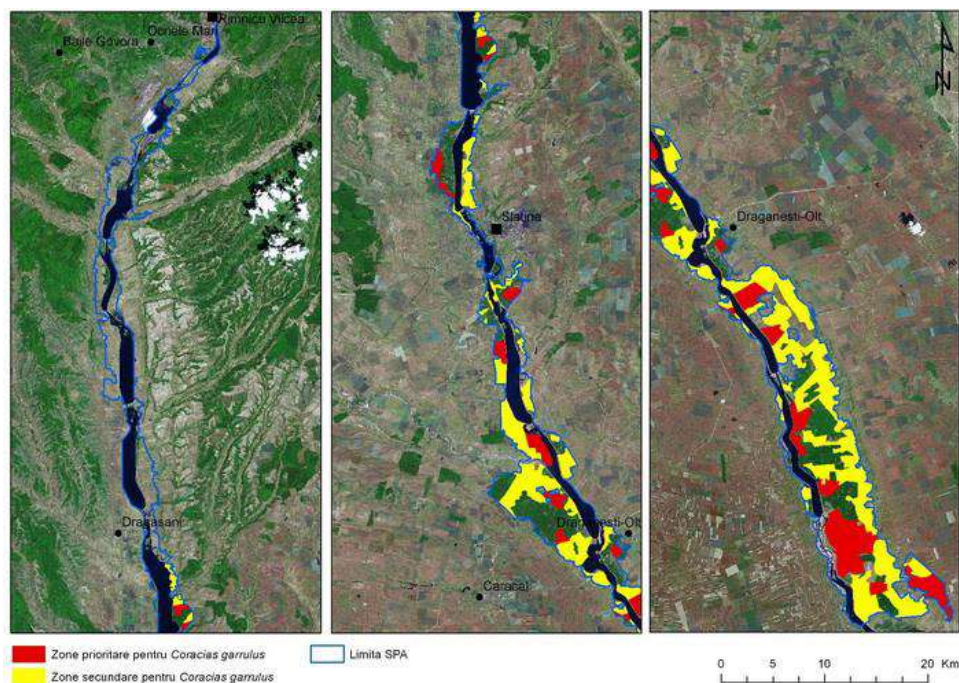 Rimnicu Vilcea
Ocnele Mari
Baile Govora
Dragasani
Slatina
Draganesti-Olt
Caracal
Draganesti-Olt
N
Zone prioritare pentru Coracias garrulus
Limita SPA
Zone secundare pentru Coracias garrulus
0 5 10 20 Km